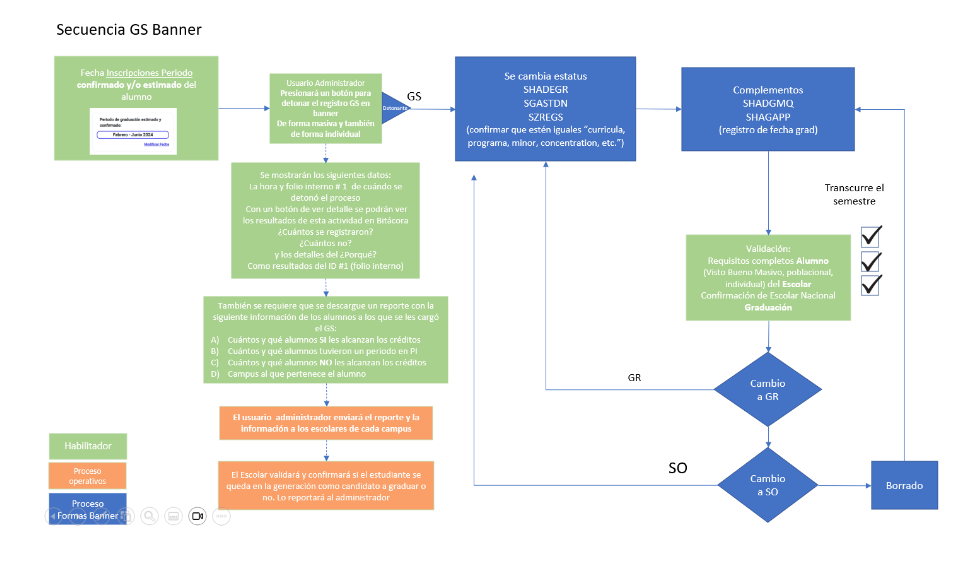 Secuencia GS Banner
Fecha Inscripciones Periodo
confirmado y/o estimado del
alumno
Periodo de graduación estimado y
confirmado:
Febrero - Junio 2024
Modificar Fecha
Usuario Administrador
Presionará un botón para
detonar el registro GS en
banner
De forma masiva y también
de forma individual
Detonante
GS
Se cambia estatus
SHADEGR
SGASTDN
SZREGS
(confirmar que estén iguales "curricula,
programa, minor, concentration, etc.")
Complementos
SHADGMQ
SHAGAPP
(registro de fecha grad)
Transcurre el
semestre
Se mostrarán los siguientes datos:
La hora y folio interno # 1 de cuándo se
detonó el proceso
Con un botón de ver detalle se podrán ver
los resultados de esta actividad en Bitácora
¿Cuántos se registraron?
¿Cuántos no?
y los detalles del ¿Porqué?
Como resultados del ID #1 (folio interno)
Validación:
Requisitos completos Alumno
(Visto Bueno Masivo, poblacional,
individual) del Escolar
Confirmación de Escolar Nacional
Graduación
También se requiere que se descargue un reporte con la
siguiente información de los alumnos a los que se les cargó
el GS:
A) Cuántos y qué alumnos SI les alcanzan los créditos
B) Cuántos y qué alumnos tuvieron un periodo en PI
C) Cuántos y qué alumnos NO les alcanzan los créditos
D) Campus al que pertenece el alumno
GR
Cambio
a GR
El usuario administrador enviará el reporte y la
información a los escolares de cada campus
El Escolar validará y confirmará si el estudiante se
queda en la generación como candidato a graduar o
no. Lo reportará al administrador
SO
Cambio
a SO
Borrado
Habilitador
Proceso
operativos
Proceso
Formas Banner